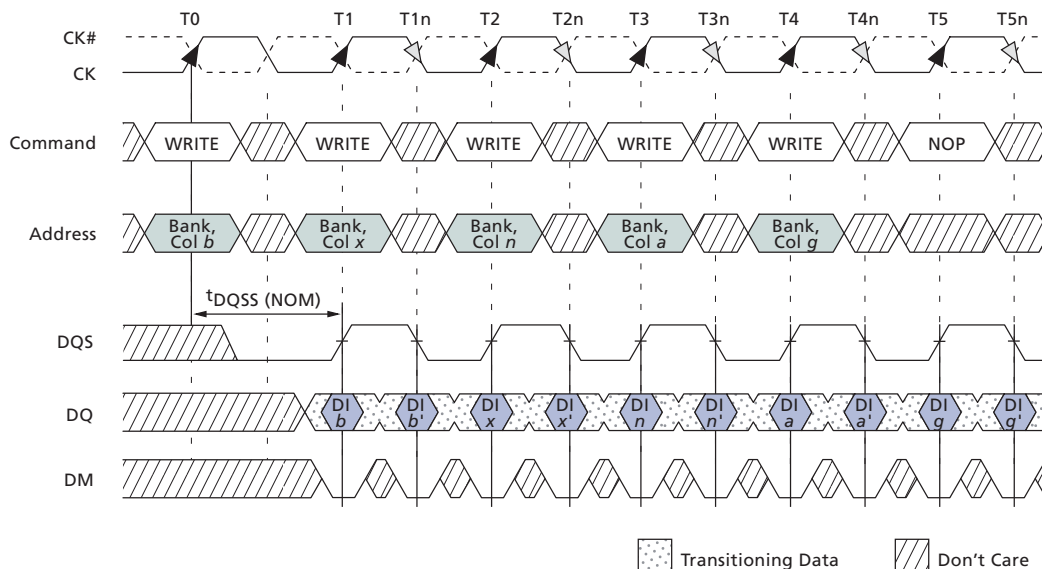 T0 T1 T1n T2 T2n T3 T3n T4 T4n T5 T5n
CK#
CK
Command WRITE WRITE WRITE WRITE WRITE NOP
Address Bank, Col b Bank, Col x Bank, Col n Bank, Col a Bank, Col g
tDQSS (NOM)
DQS
DQ DI b DI b' DI x DI x' DI n DI n' DI a DI a' DI g DI g'
DM
Transitioning Data Don't Care